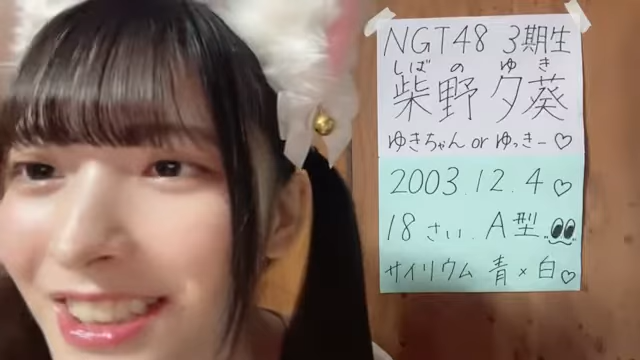 NGT48 3期生
しばの ゆき
柴野夕葵
ゆきちゃん or ゆっきー♡
2003.12.4♡
18さい.A型
サイリウム 青×白♡